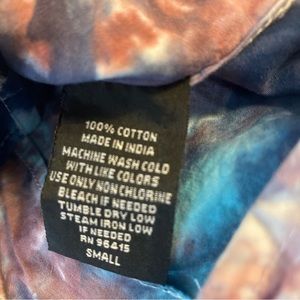 100% COTTON
MADE IN INDIA
MACHINE WASH COLD
WITH LIKE COLORS
USE ONLY NON CHLORINE
BLEACH IF NEEDED
TUMBLE DRY LOW
STEAM IRON LOW
IF NEEDED
RN 96415
SMALL